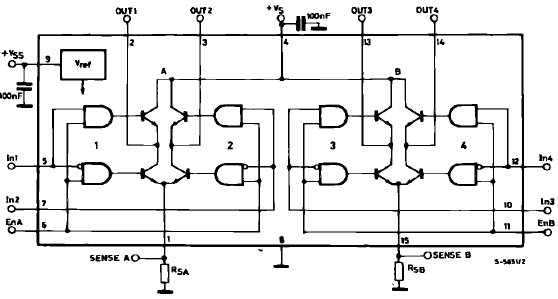 OUT1 OUT2 +VS 100nF OUT3 OUT4
2 3 4 13 14
+VSS 9 Vref A B
100nF
1 2 3 4
In1 5 12 In4
In2 7 10 In3
EnA 6 11 EnB
1 8 15 S-5851/2
SENSE A SENSE B
RSA RSB